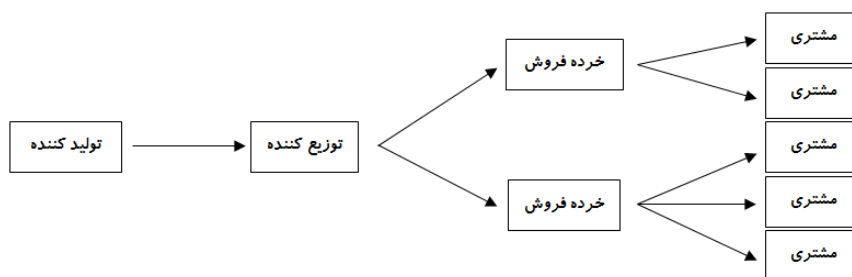 مشتری
خرده فروش
مشتری
تولید کننده
توزیع کننده
مشتری
خرده فروش
مشتری
مشتری